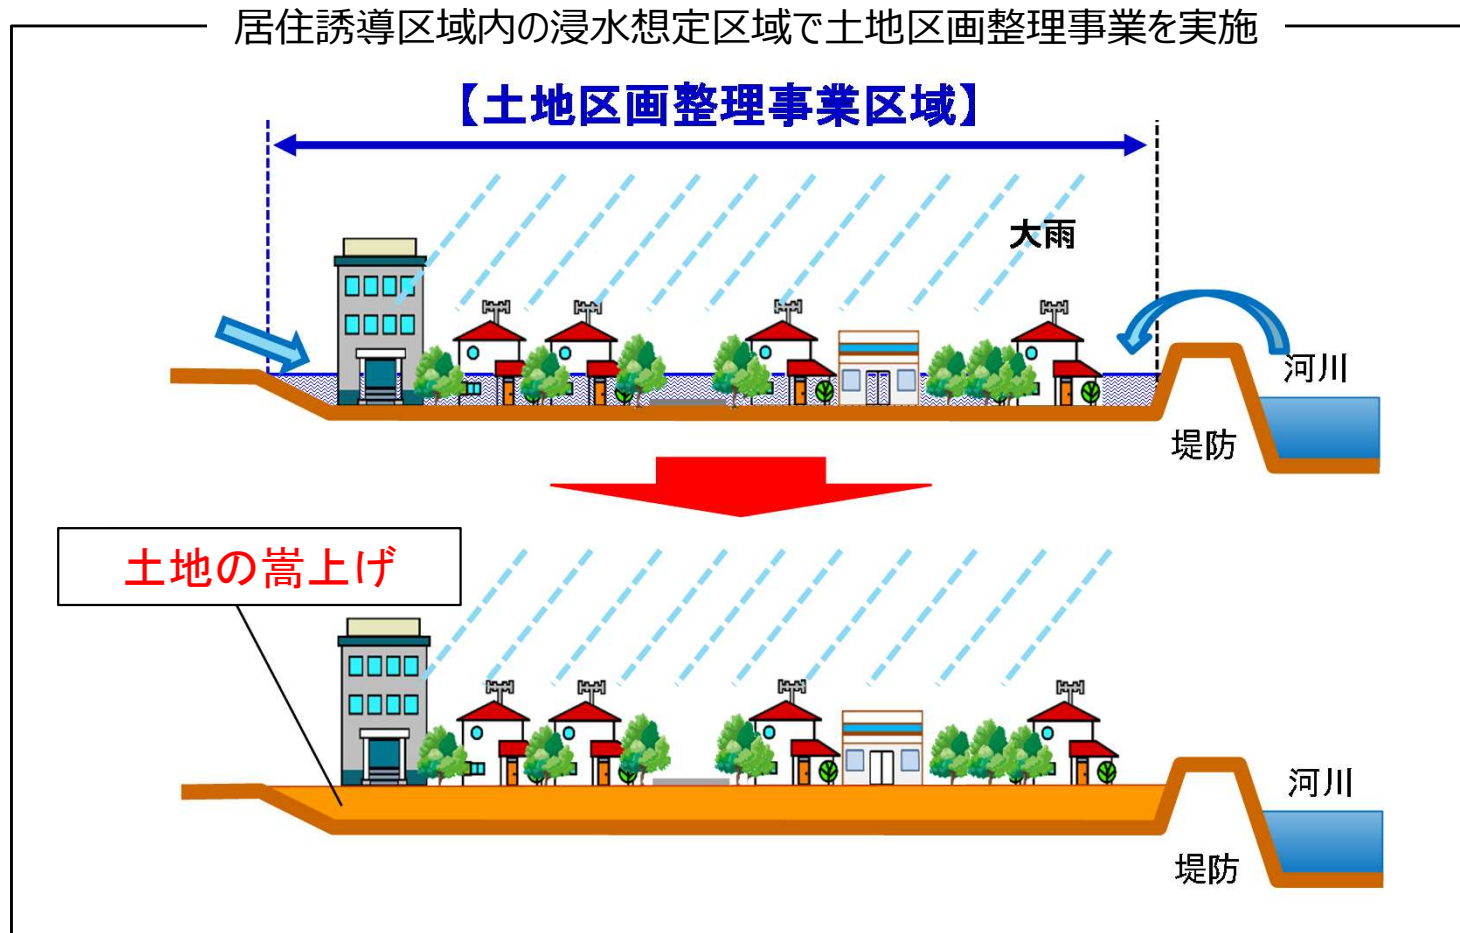 居住誘導区域内の浸水想定区域で土地区画整理事業を実施
【土地区画整理事業区域】
大雨
河川
堤防
土地の嵩上げ
河川
堤防